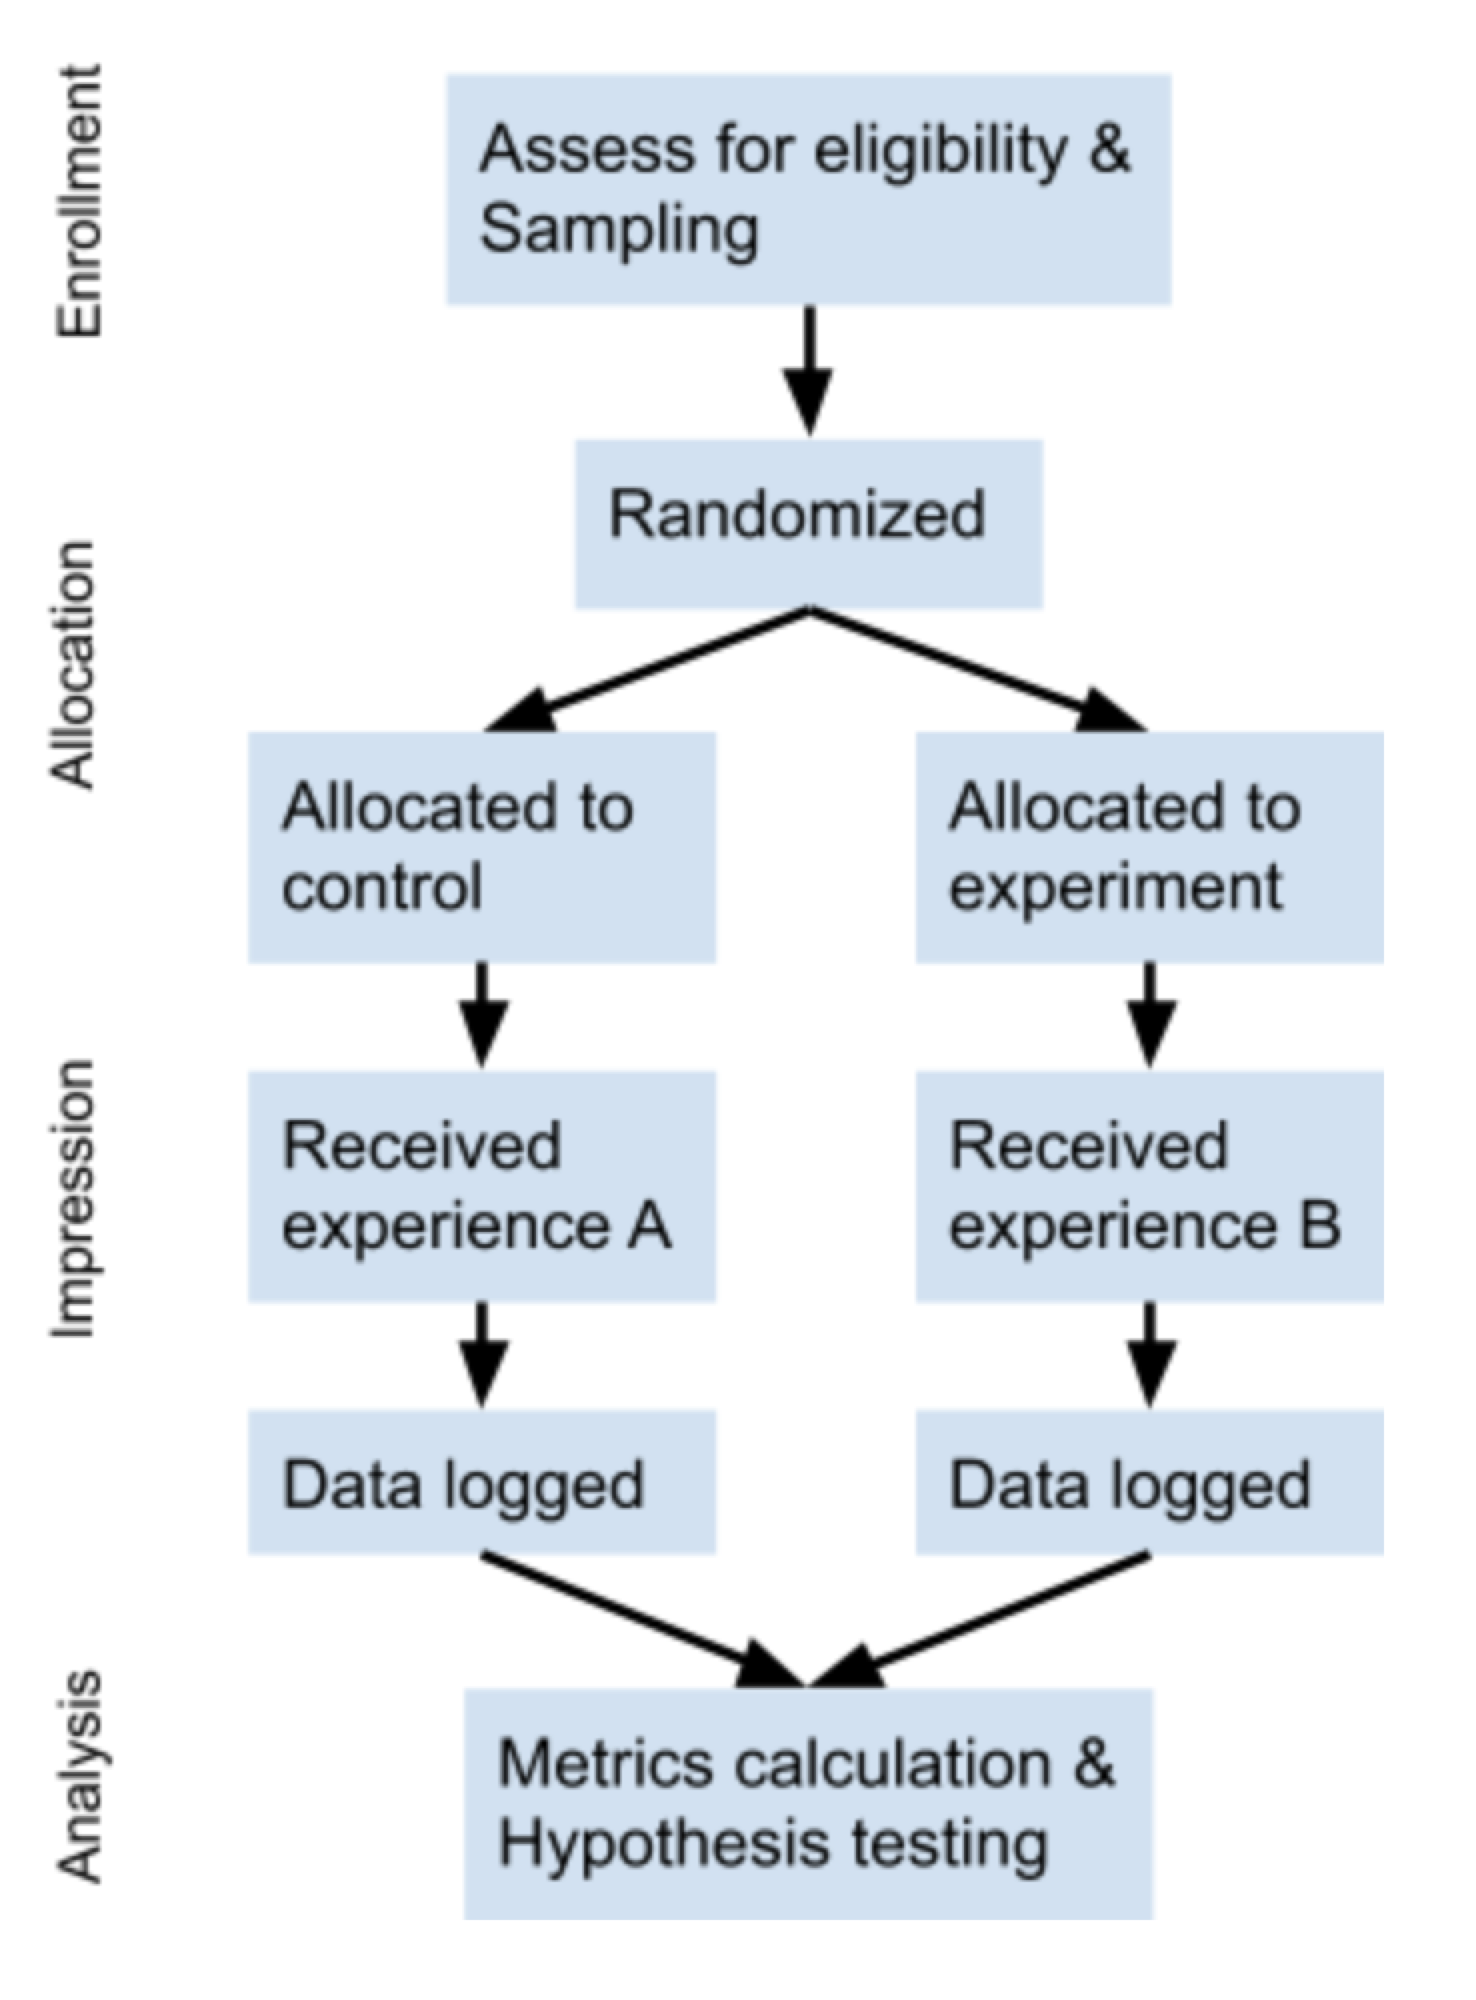 Enrollment
Assess for eligibility &
Sampling
Allocation
Randomized
Allocated to
control
Allocated to
experiment
Impression
Received
experience A
Received
experience B
Data logged
Data logged
Analysis
Metrics calculation &
Hypothesis testing